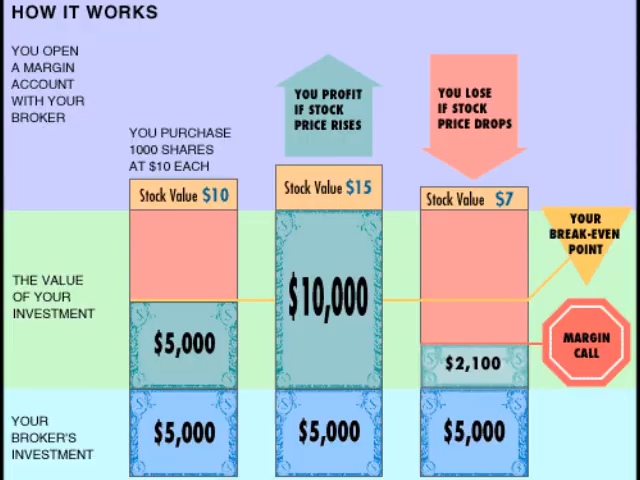 HOW IT WORKS
YOU OPEN
A MARGIN
ACCOUNT
WITH YOUR
BROKER
YOU PURCHASE
1000 SHARES
AT $10 EACH
YOU PROFIT
IF STOCK
PRICE RISES
YOU LOSE
IF STOCK
PRICE DROPS
Stock Value $10
Stock Value $15
Stock Value $7
YOUR
BREAK-EVEN
POINT
THE VALUE
OF YOUR
INVESTMENT
$5,000
$10,000
$2,100
MARGIN
CALL
YOUR
BROKER'S
INVESTMENT
$5,000
$5,000
$5,000